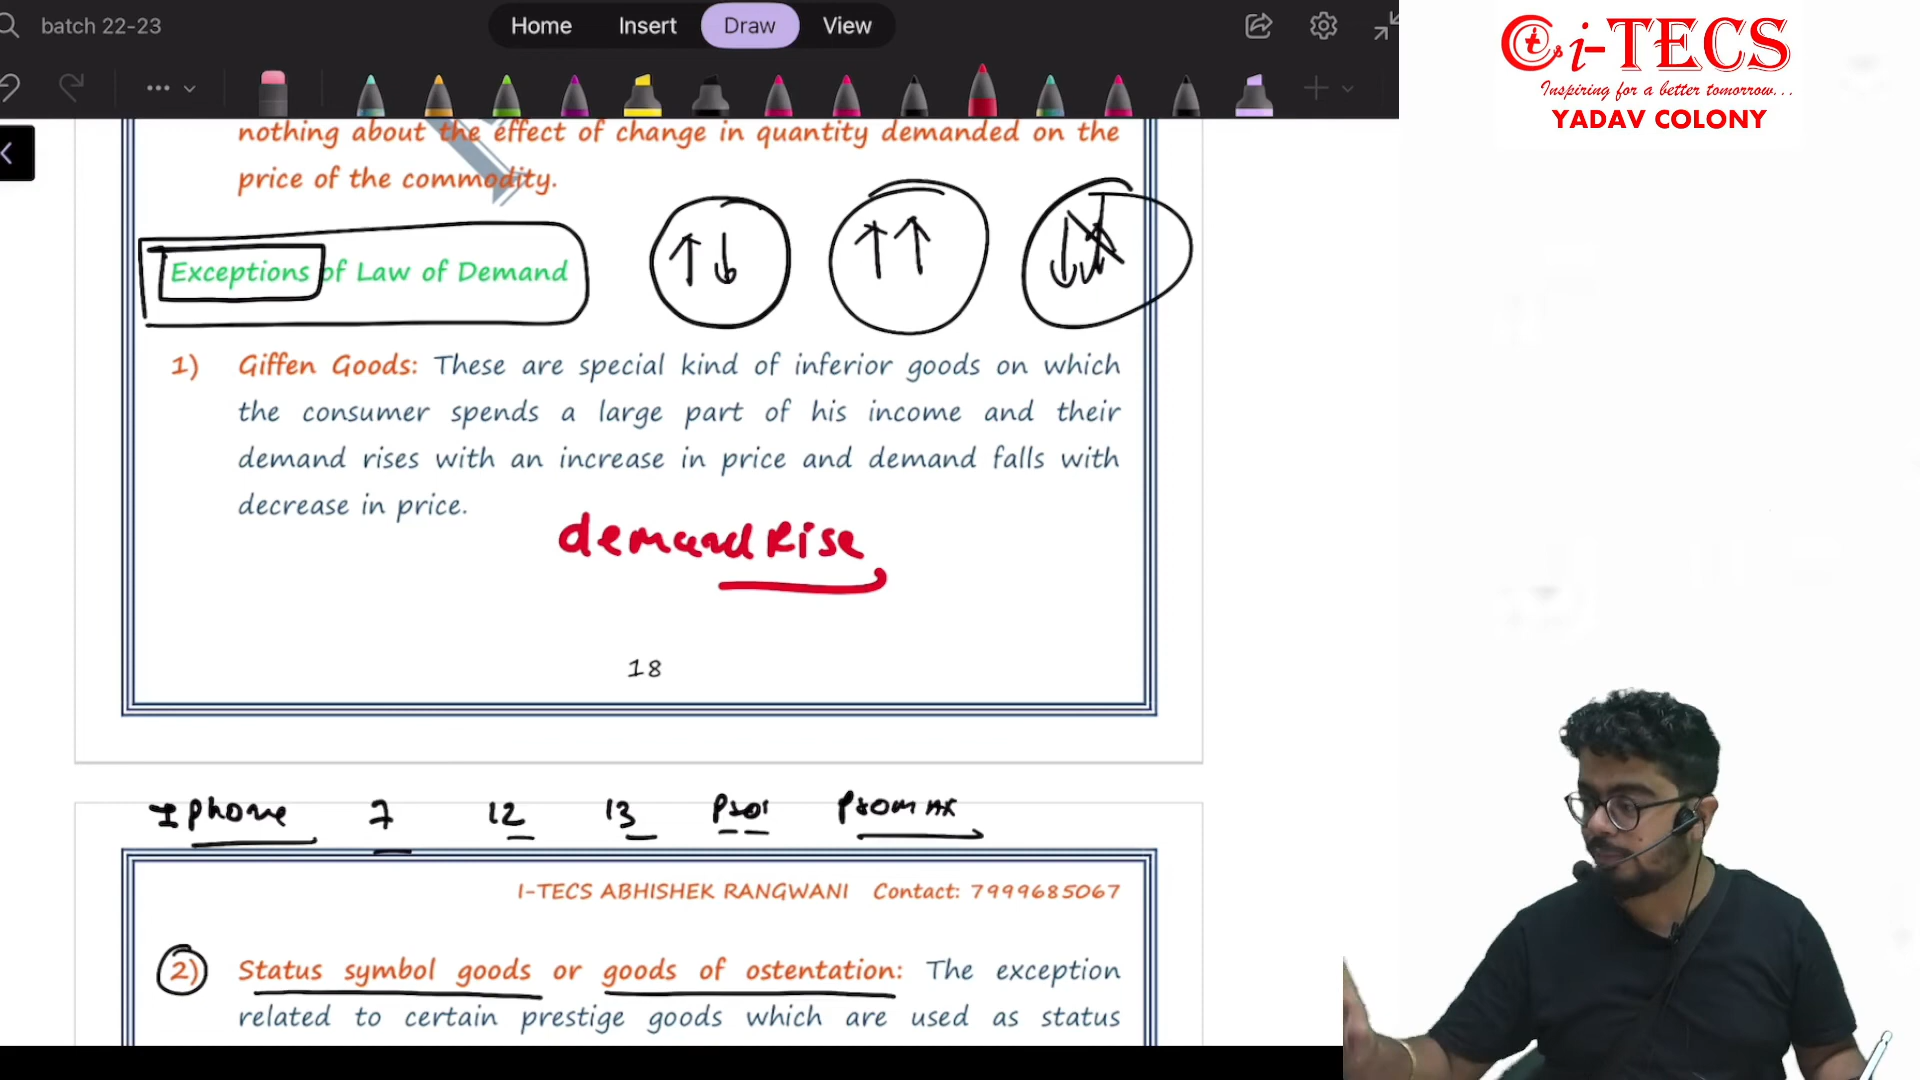 batch 22-23
Home Insert Draw View
i-TECS
Inspiring for a better tomorrow...
YADAV COLONY
nothing about the effect of change in quantity demanded on the
price of the commodity.
Exceptions of Law of Demand
1) Giffen Goods: These are special kind of inferior goods on which
the consumer spends a large part of his income and their
demand rises with an increase in price and demand falls with
decrease in price.
demand Rise
18
I phone 7 12 13 Promax
I-TECS ABHISHEK RANGWANI Contact: 7999685067
2) Status symbol goods or goods of ostentation: The exception
related to certain prestige goods which are used as status